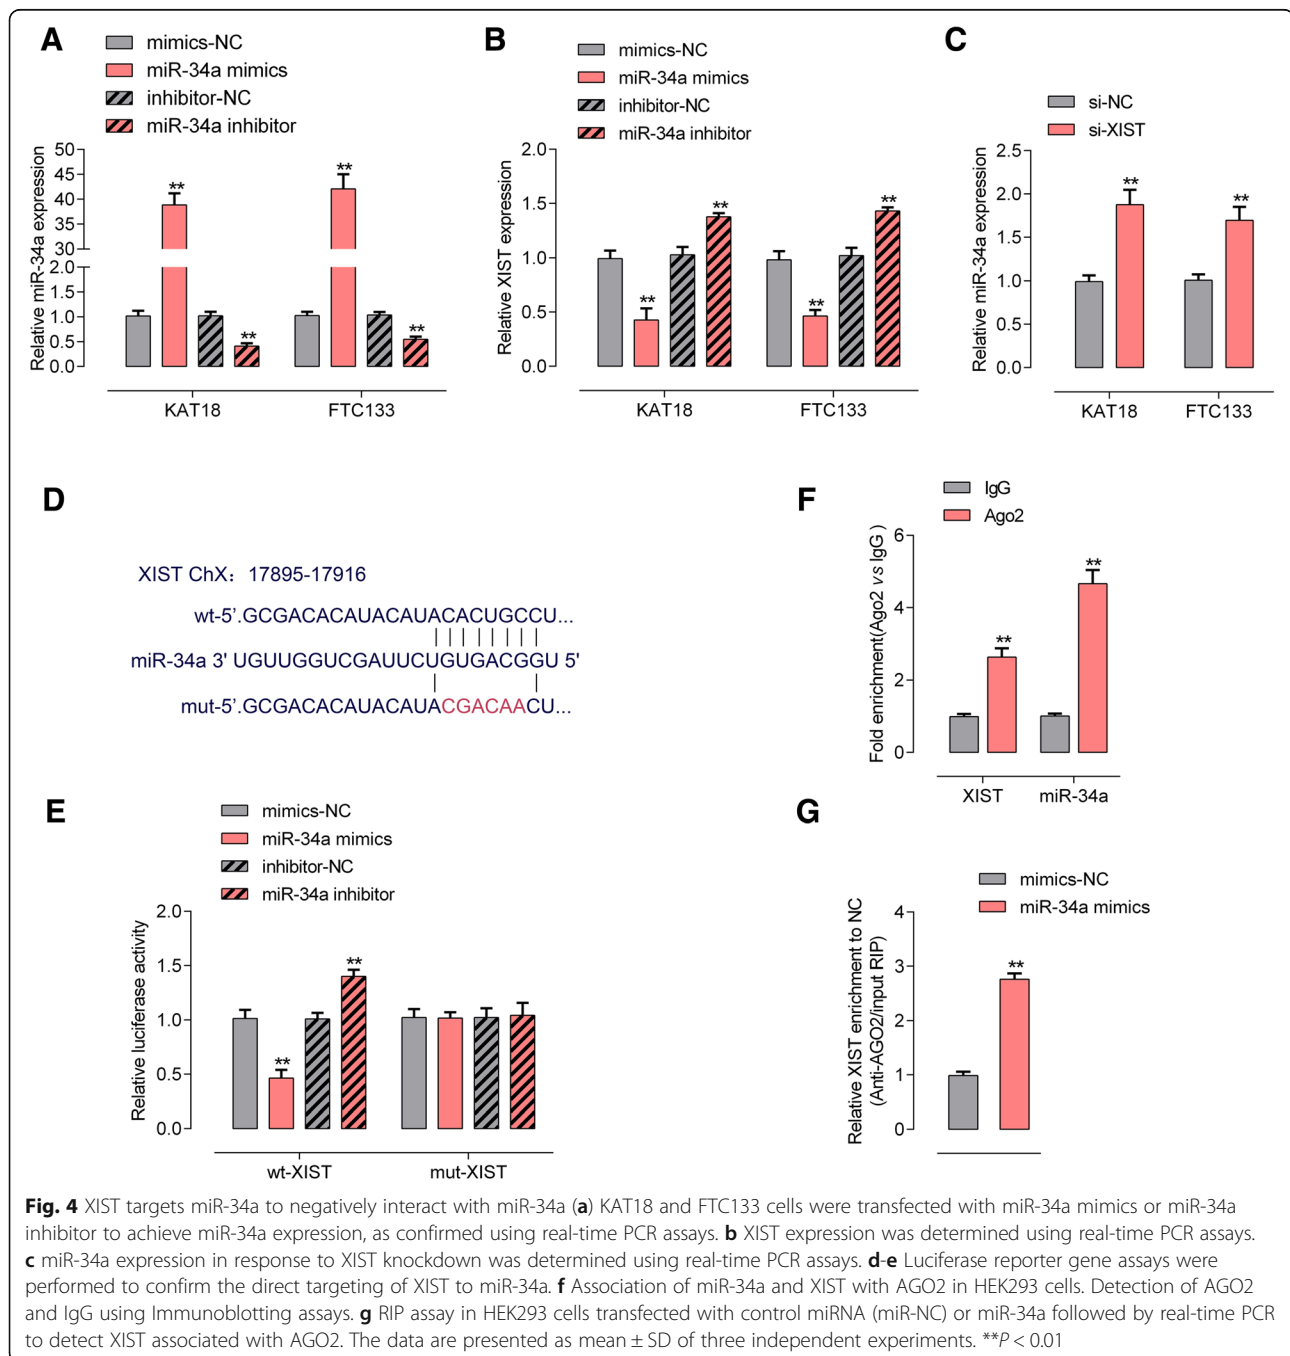 A
mimics-NC
miR-34a mimics
inhibitor-NC
miR-34a inhibitor
Relative miR-34a expression
50
45
40
35
30
2.0
1.5
1.0
0.5
0.0
**
**
**
**
KAT18
FTC133
B
mimics-NC
miR-34a mimics
inhibitor-NC
miR-34a inhibitor
Relative XIST expression
2.0
1.5
1.0
0.5
0.0
**
**
**
**
KAT18
FTC133
C
si-NC
si-XIST
Relative miR-34a expression
2.5
2.0
1.5
1.0
0.5
0.0
**
**
KAT18
FTC133
D
XIST ChX: 17895-17916
wt-5'.GCGACACAUACAUACACUGCCU...
miR-34a 3' UGUUGGUCGAUUCUGUGACGGU 5'
mut-5'.GCGACACAUACAUACGACAACU...
F
IgG
Ago2
Fold enrichment(Ago2 vs IgG )
6
4
2
0
**
**
XIST
miR-34a
E
mimics-NC
miR-34a mimics
inhibitor-NC
miR-34a inhibitor
Relative luciferase activity
2.0
1.5
1.0
0.5
0.0
**
**
wt-XIST
mut-XIST
G
mimics-NC
miR-34a mimics
Relative XIST enrichment to NC
(Anti-AGO2/input RIP)
4
3
2
1
0
**
Fig. 4 XIST targets miR-34a to negatively interact with miR-34a (a) KAT18 and FTC133 cells were transfected with miR-34a mimics or miR-34a
inhibitor to achieve miR-34a expression, as confirmed using real-time PCR assays. b XIST expression was determined using real-time PCR assays.
c miR-34a expression in response to XIST knockdown was determined using real-time PCR assays. d-e Luciferase reporter gene assays were
performed to confirm the direct targeting of XIST to miR-34a. f Association of miR-34a and XIST with AGO2 in HEK293 cells. Detection of AGO2
and IgG using Immunoblotting assays. g RIP assay in HEK293 cells transfected with control miRNA (miR-NC) or miR-34a followed by real-time PCR
to detect XIST associated with AGO2. The data are presented as mean ± SD of three independent experiments. **P < 0.01